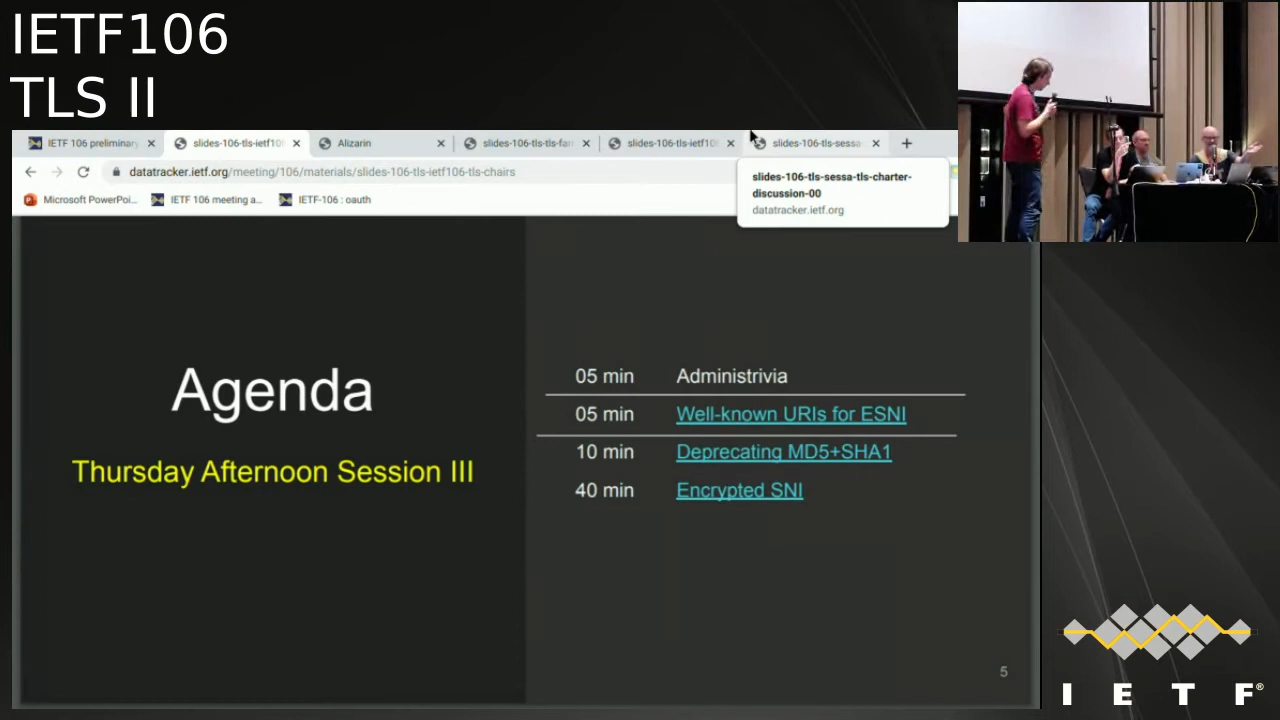 IETF106
TLS II
IETF 106 preliminary
slides-106-tls-ietf10
Alizarin
slides-106-tls-tls-fa
slides-106-tls-ietf10
slides-106-tls-sessa-
datatracker.ietf.org/meeting/106/materials/slides-106-tls-ietf106-tls-chairs
Microsoft PowerPoi...
IETF 106 meeting a...
IETF-106 : oauth
slides-106-tls-sessa-tls-charter-
discussion-00
datatracker.ietf.org
Agenda
Thursday Afternoon Session III
05 min Administrivia
05 min Well-known URIs for ESNI
10 min Deprecating MD5+SHA1
40 min Encrypted SNI
5
I E T F®